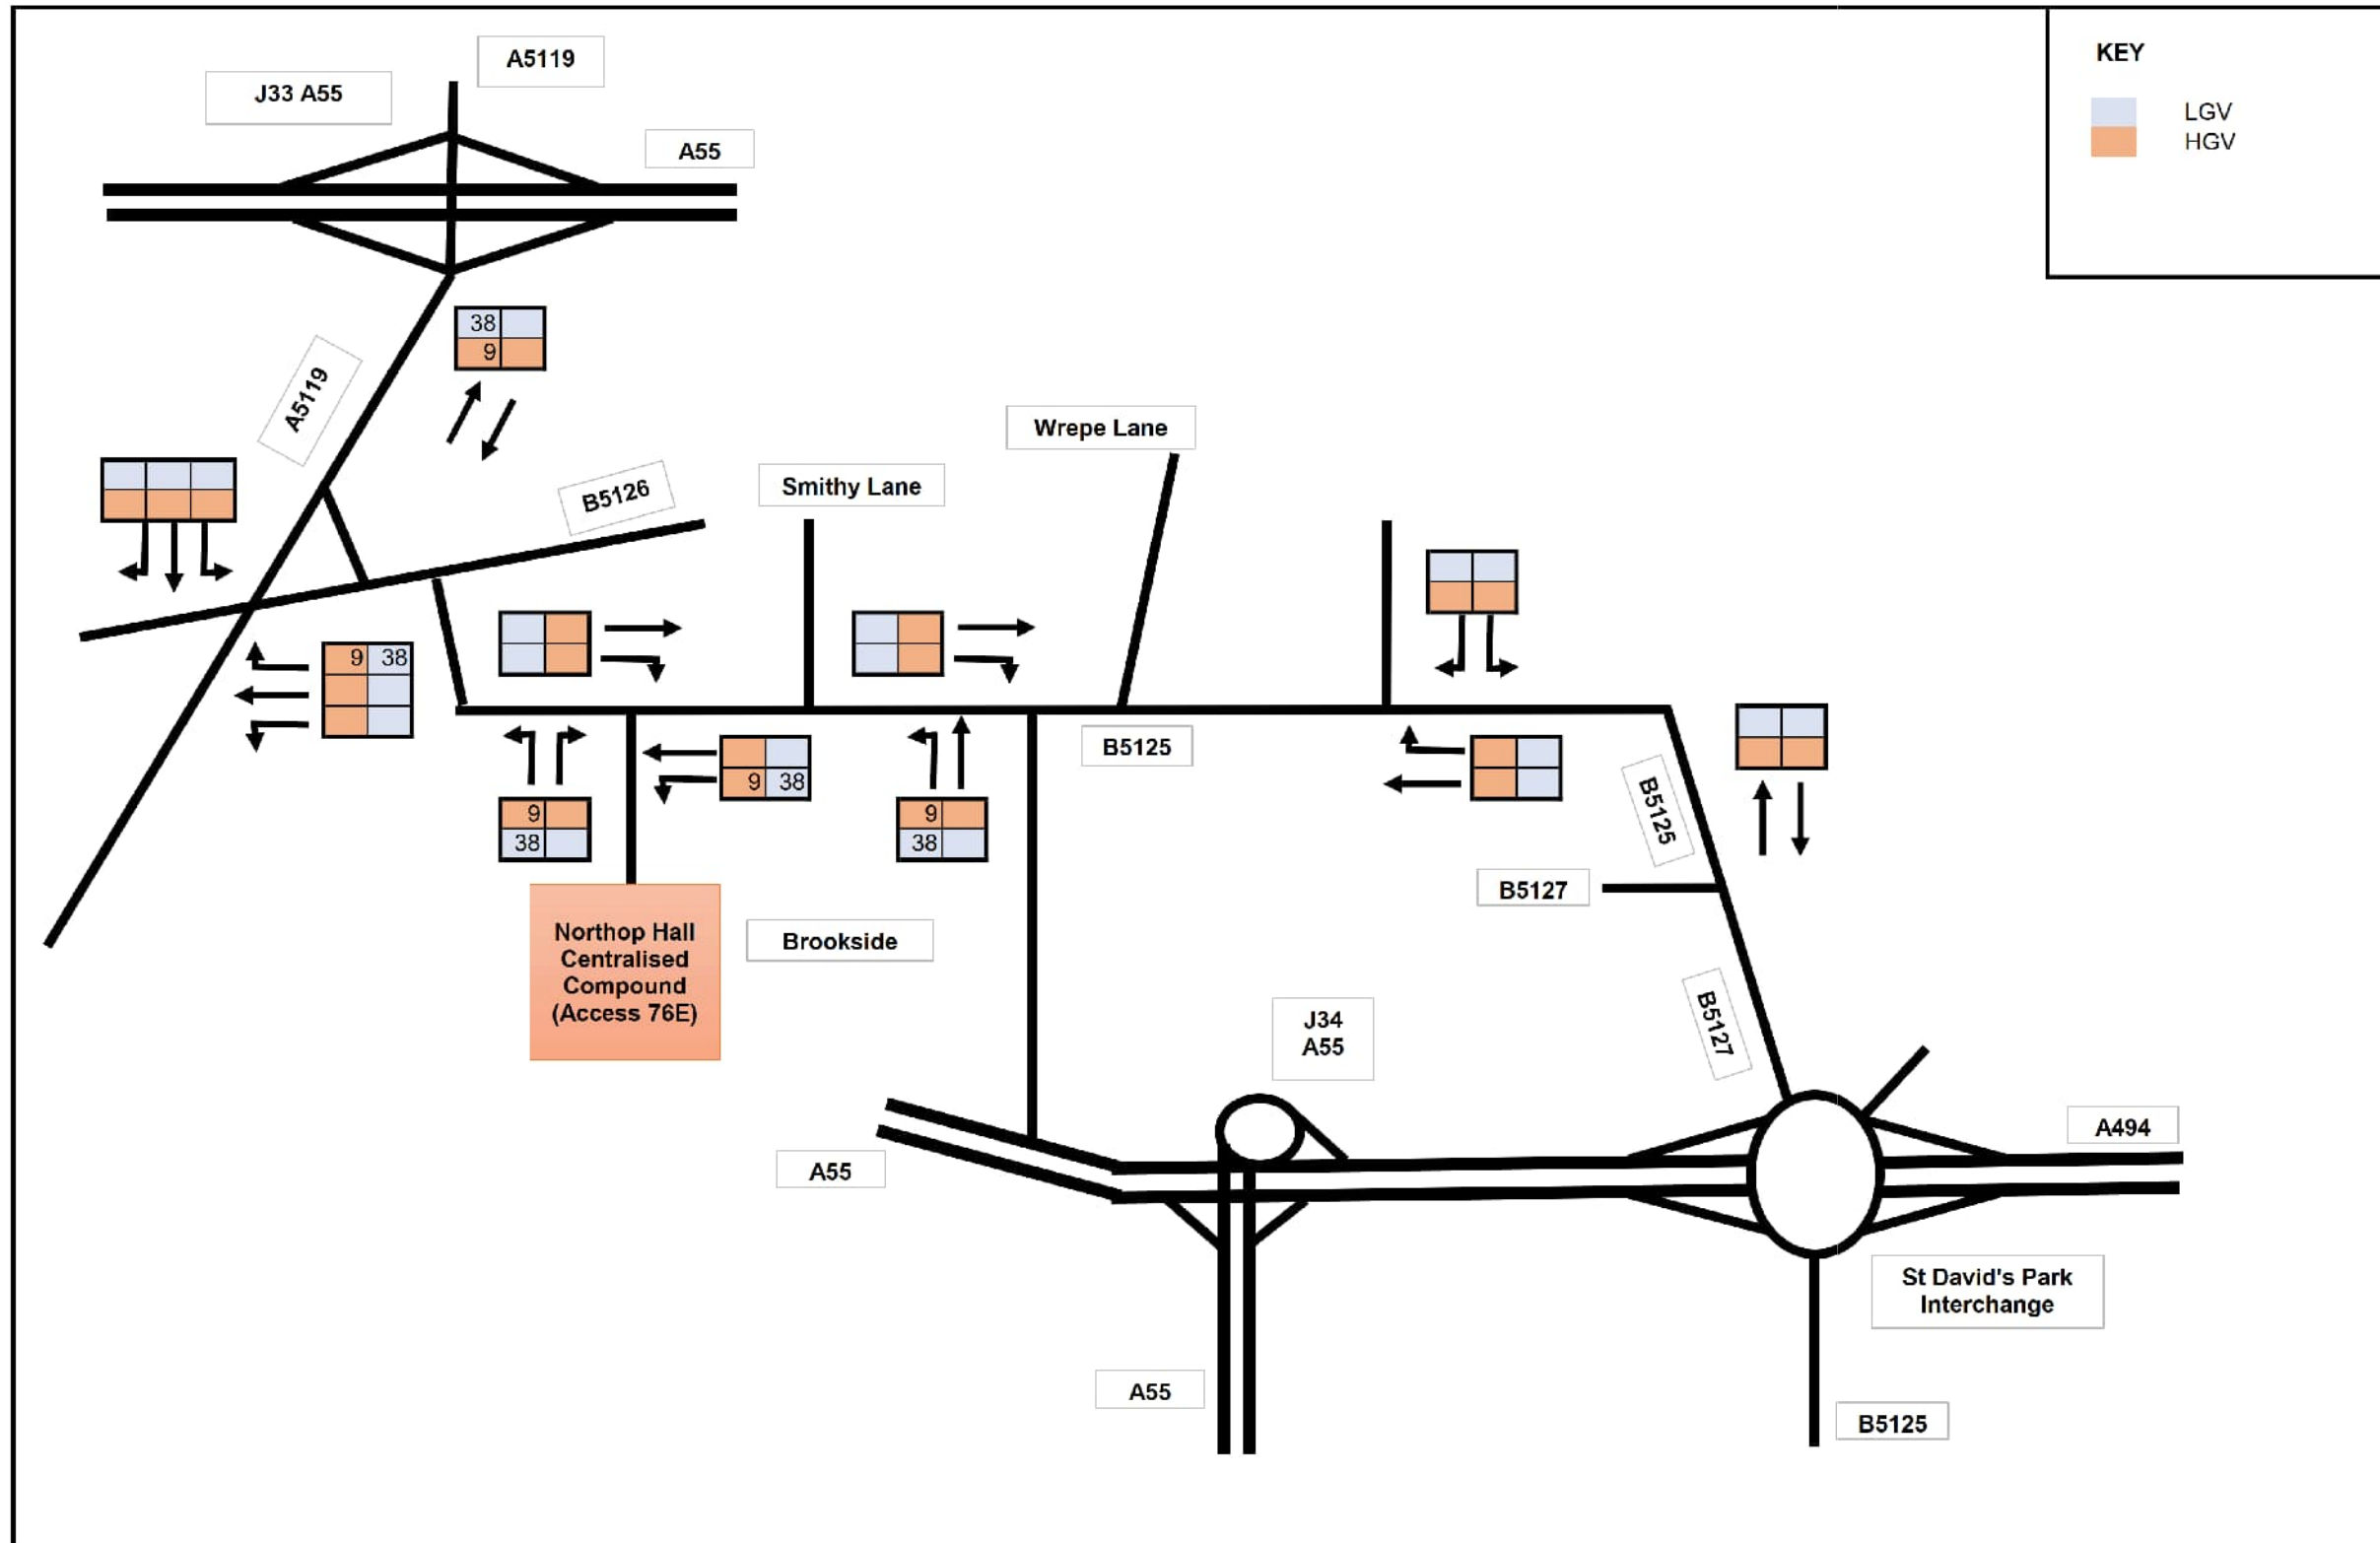 A5119
J33 A55
A55
KEY
LGV
HGV
38
9
A5119
B5126
Smithy Lane
Wrepe Lane
9 38
9
38
9 38
9
38
B5125
B5125
B5127
Northop Hall
Centralised
Compound
(Access 76E)
Brookside
B5127
J34
A55
A494
A55
St David's Park
Interchange
A55
B5125